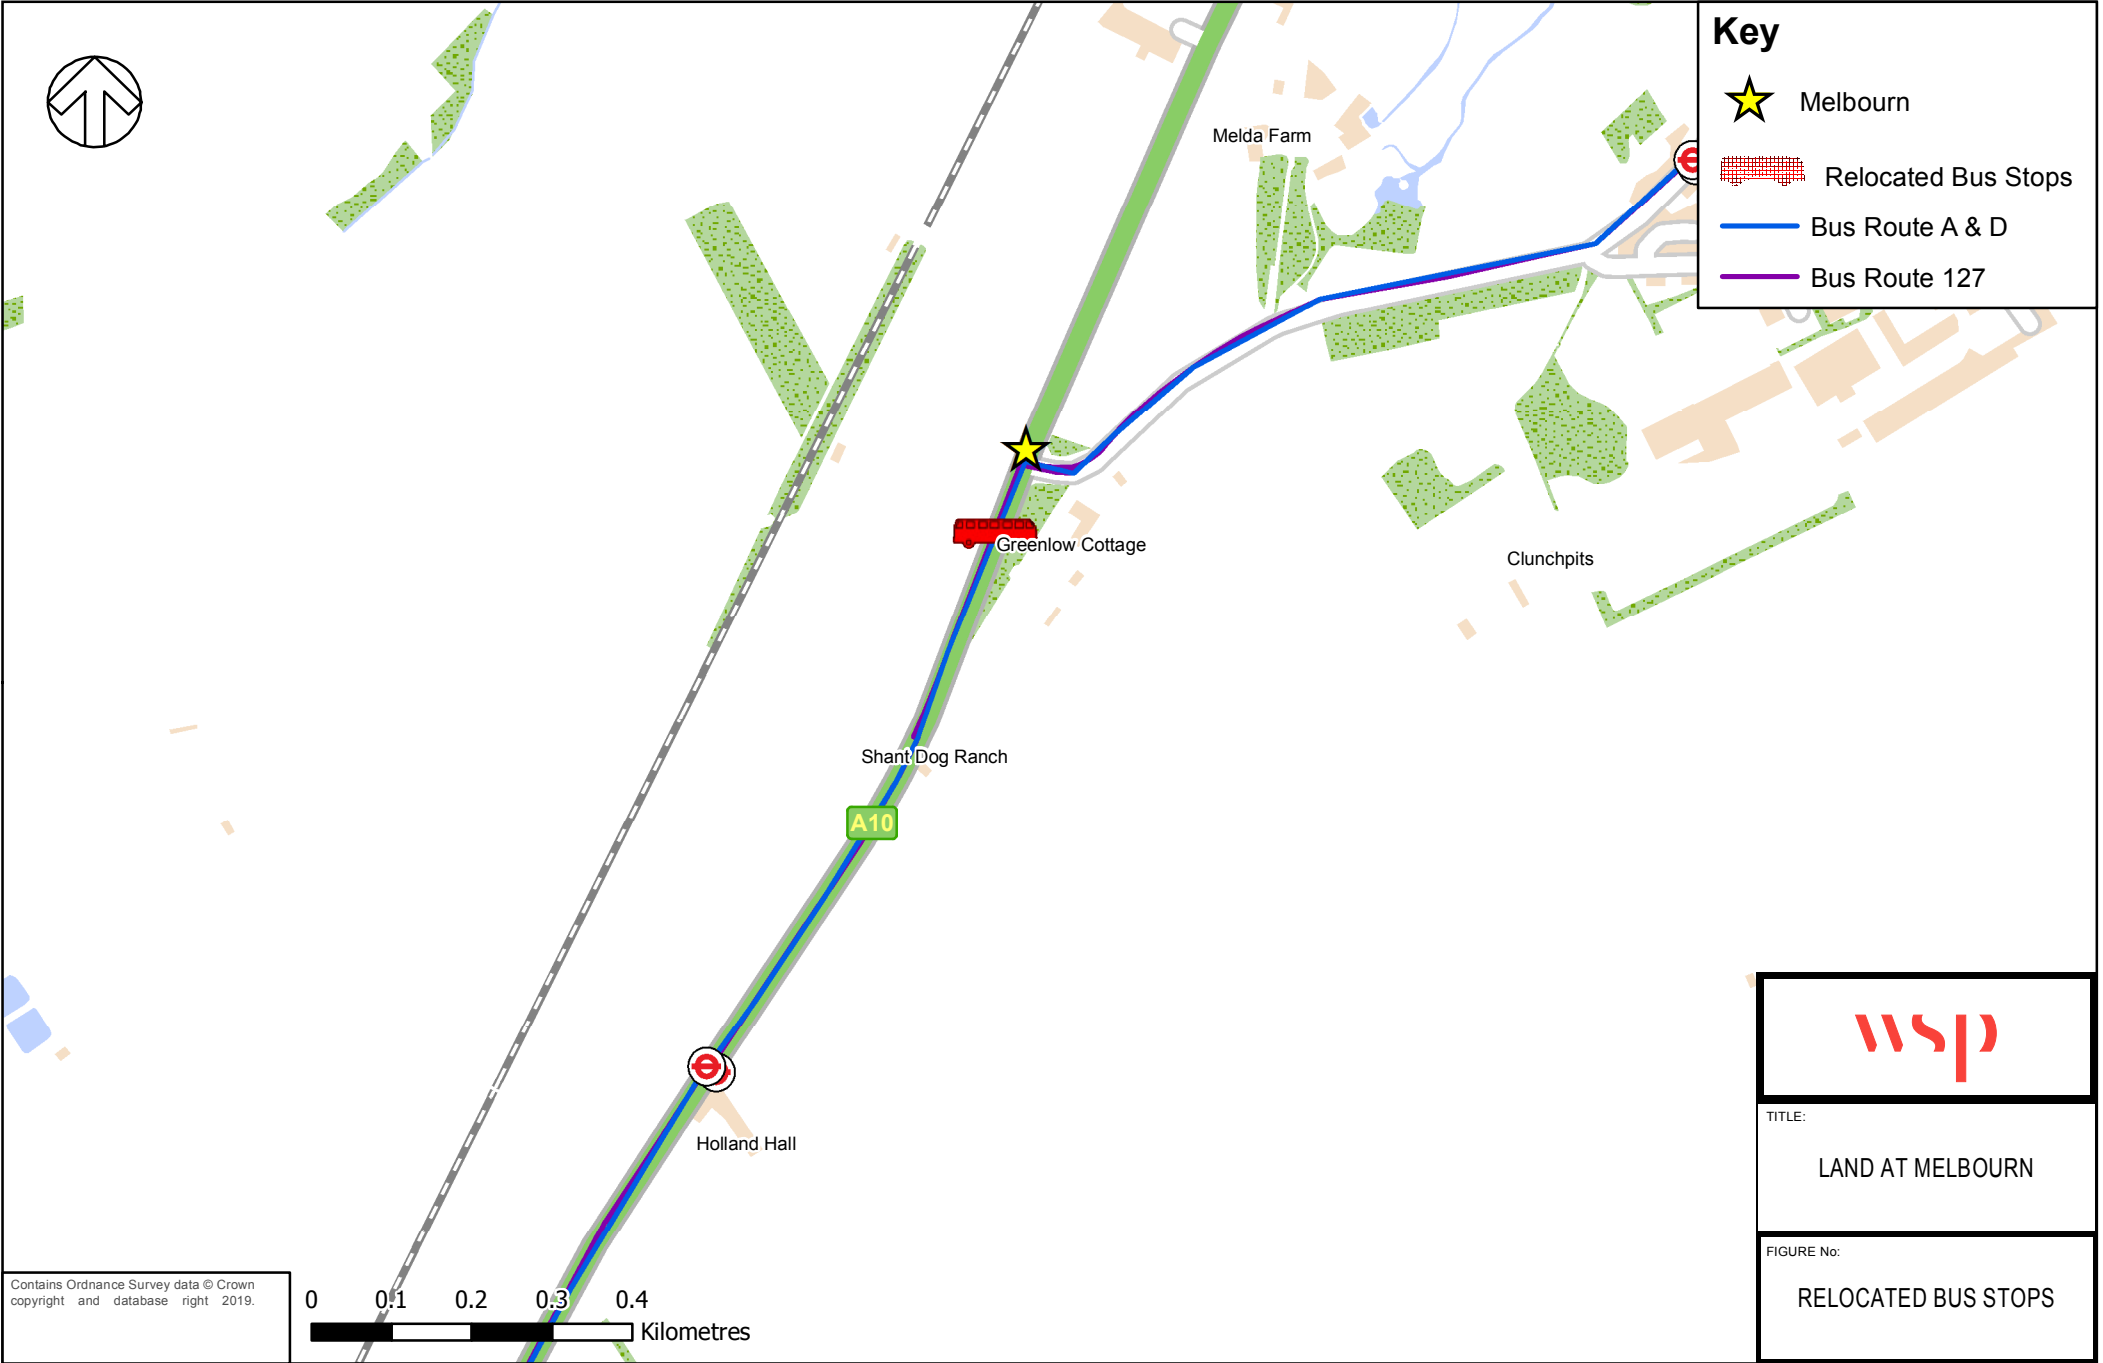 Key
Melbourn
Relocated Bus Stops
Bus Route A & D
Bus Route 127
Melda Farm
Greenlow Cottage
Clunchpits
Shant Dog Ranch
A10
Holland Hall
wsp
TITLE:
LAND AT MELBOURN
FIGURE No:
RELOCATED BUS STOPS
Contains Ordnance Survey data © Crown
copyright and database right 2019.
0 0.1 0.2 0.3 0.4
Kilometres